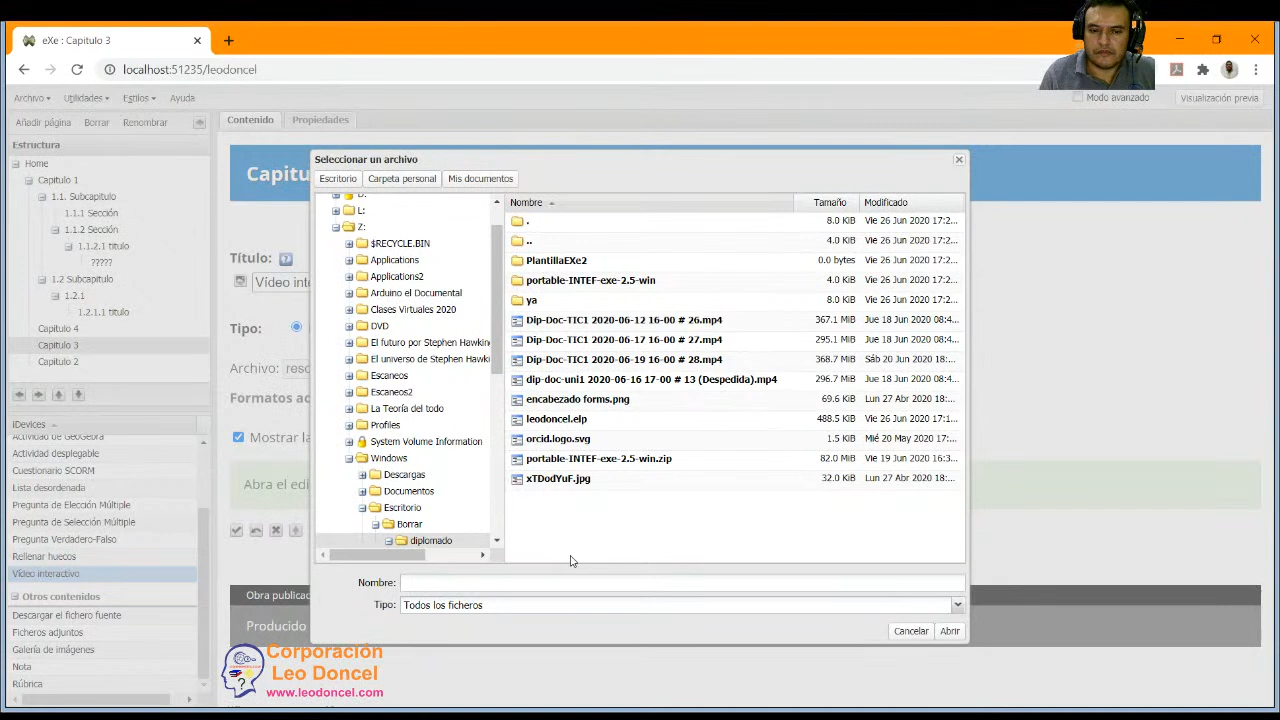 eXe : Capitulo 3
localhost:51235/leodoncel
Archivo Utilidades Estilos Ayuda
Modo avanzado Visualización previa
Añadir página Borrar Renombrar
Contenido Propiedades
Estructura
Home
Capitulo 1
1.1. Subcapitulo
1.1.1 Sección
1.1.2 Sección
1.1.2.1 titulo
?????
1.2 Subcapitulo
1.2.1
1.2.1.1 titulo
Capitulo 4
Capitulo 3
Capitulo 2
iDevices
Actividad de GeoGebra
Actividad desplegable
Cuestionario SCORM
Lista desordenada
Pregunta de Elección Múltiple
Pregunta de Selección Múltiple
Pregunta Verdadero-Falso
Rellenar huecos
Vídeo interactivo
Otros contenidos
Descargar el fichero fuente
Ficheros adjuntos
Galería de imágenes
Nota
Rúbrica
Capitu
Título:
Vídeo inte
Tipo:
Archivo: reso
Formatos ac
Mostrar la
Abra el edi
Obra publicac
Producido
Seleccionar un archivo
Escritorio Carpeta personal Mis documentos
D:
L:
Z:
$RECYCLE.BIN
Applications
Applications2
Arduino el Documental
Clases Virtuales 2020
DVD
El futuro por Stephen Hawkin
El universo de Stephen Hawki
Escaneos
Escaneos2
La Teoría del todo
Profiles
System Volume Information
Windows
Descargas
Documentos
Escritorio
Borrar
diplomado
Nombre Tamaño Modificado
. 8.0 KiB Vie 26 Jun 2020 17:2...
.. 4.0 KiB Vie 26 Jun 2020 17:2...
PlantillaEXe2 0.0 bytes Vie 26 Jun 2020 17:2...
portable-INTEF-exe-2.5-win 4.0 KiB Vie 26 Jun 2020 17:2...
ya 8.0 KiB Vie 26 Jun 2020 17:2...
Dip-Doc-TIC1 2020-06-12 16-00 # 26.mp4 367.1 MiB Jue 18 Jun 2020 08:4...
Dip-Doc-TIC1 2020-06-17 16-00 # 27.mp4 295.1 MiB Jue 18 Jun 2020 08:4...
Dip-Doc-TIC1 2020-06-19 16-00 # 28.mp4 368.7 MiB Sáb 20 Jun 2020 18:...
dip-doc-uni1 2020-06-16 17-00 # 13 (Despedida).mp4 296.7 MiB Jue 18 Jun 2020 08:4...
encabezado forms.png 69.6 KiB Lun 27 Abr 2020 18:...
leodoncel.elp 488.5 KiB Vie 26 Jun 2020 17:1...
orcid.logo.svg 1.5 KiB Mié 20 May 2020 17:...
portable-INTEF-exe-2.5-win.zip 82.0 MiB Vie 19 Jun 2020 16:3...
xTDodYuF.jpg 32.0 KiB Lun 27 Abr 2020 18:...
Nombre:
Tipo: Todos los ficheros
Cancelar Abrir
Corporación
Leo Doncel
www.leodoncel.com